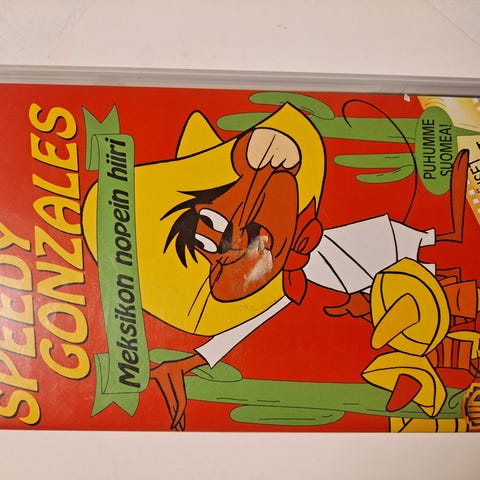 SPEEDY
GONZALES
Meksikon nopein hiiri
PUHUMME
SUOMEA!